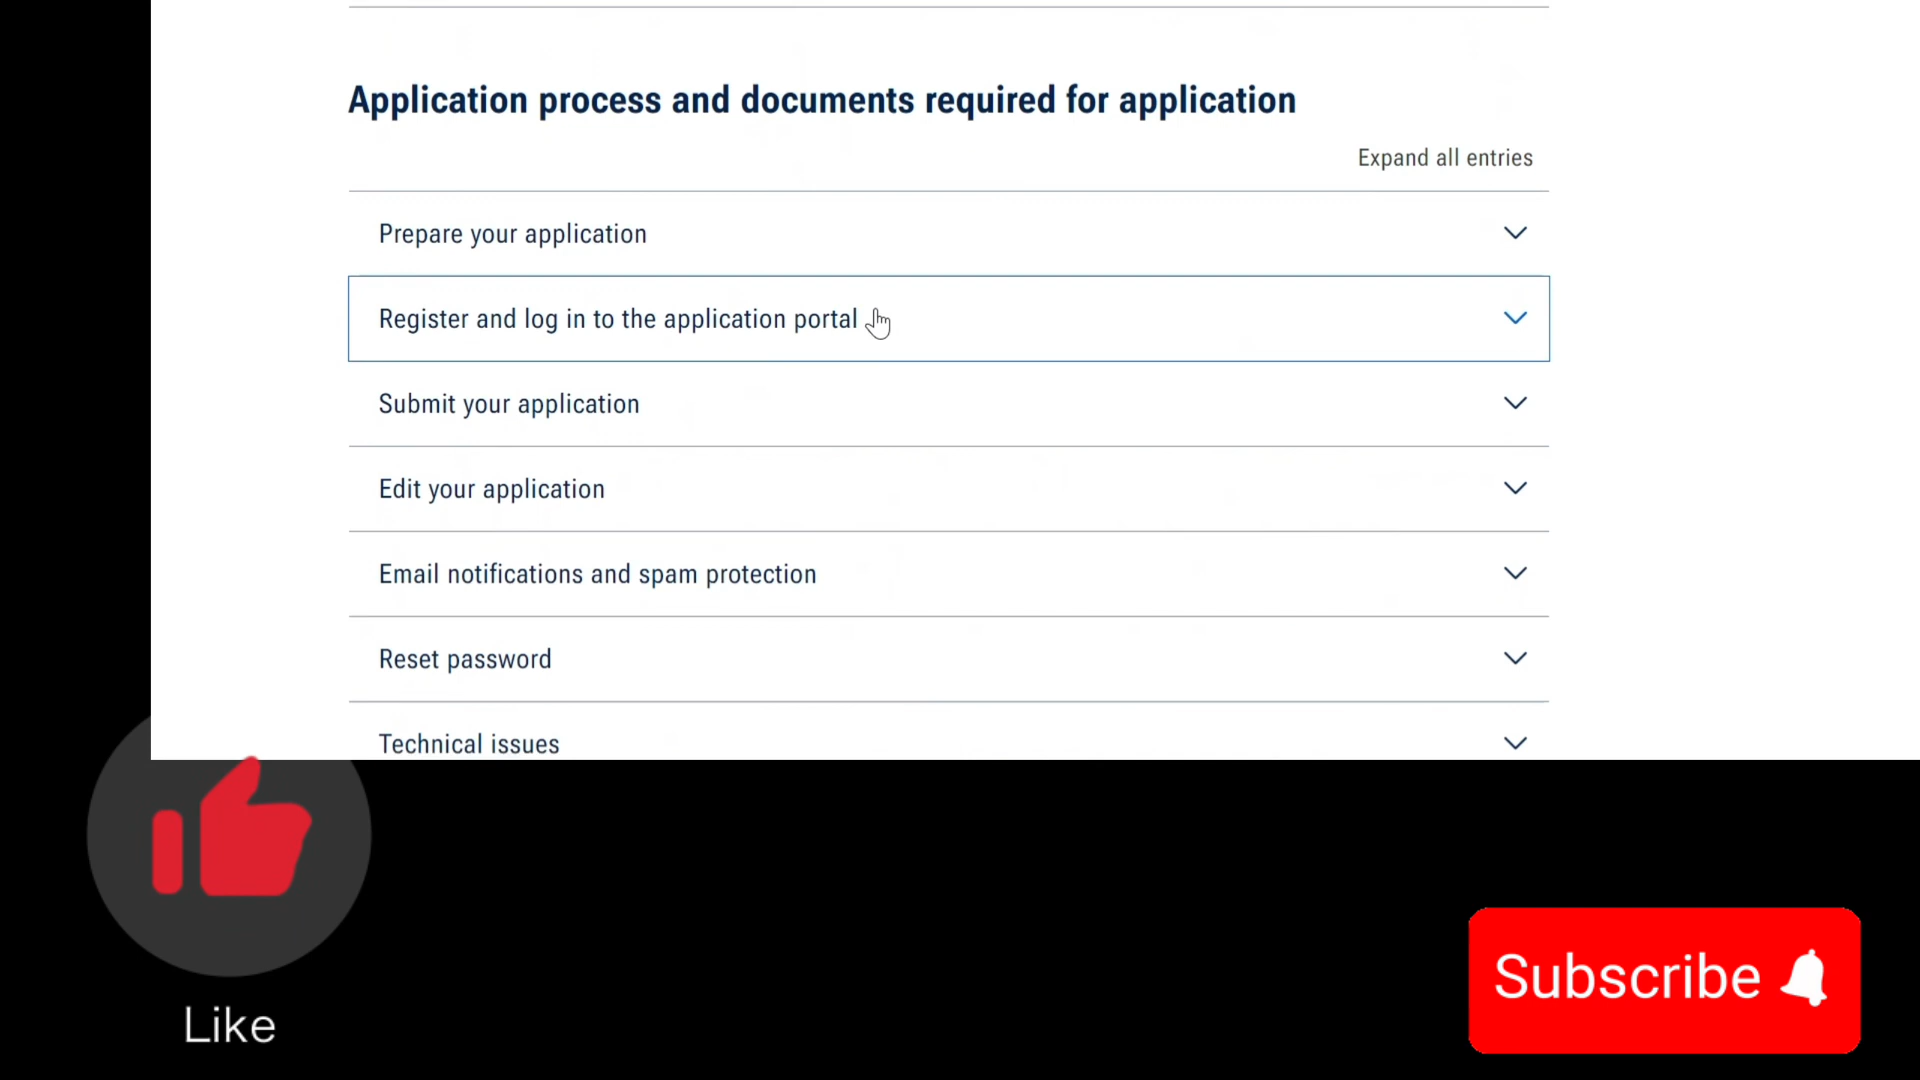 Application process and documents required for application
Expand all entries
Prepare your application
Register and log in to the application portal
Submit your application
Edit your application
Email notifications and spam protection
Reset password
Technical issues
Like
Subscribe